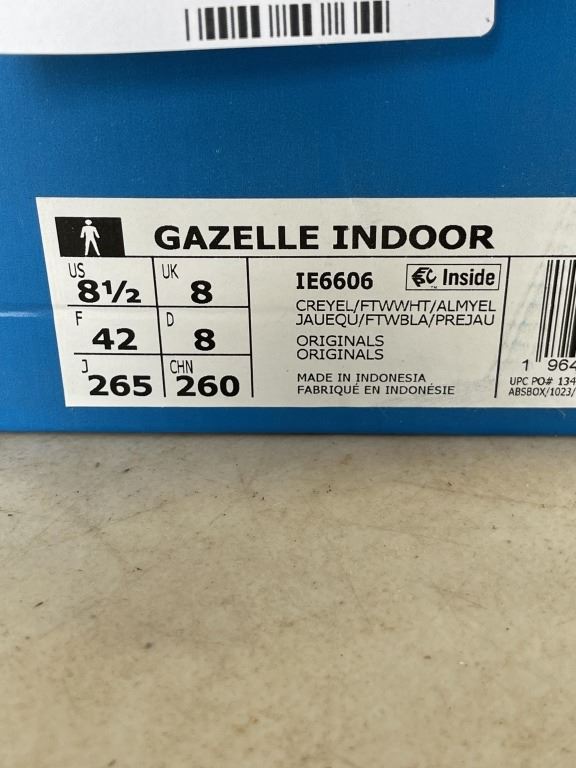 GAZELLE INDOOR
US 8½ UK 8
F 42 D 8
J 265 CHN 260
IE6606 Inside
CREYEL/FTWWHT/ALMYEL
JAUEQU/FTWBLA/PREJAU
ORIGINALS
ORIGINALS
MADE IN INDONESIA
FABRIQUÉ EN INDONÉSIE
1 964
UPC PO# 134
ABSBOX/1023/